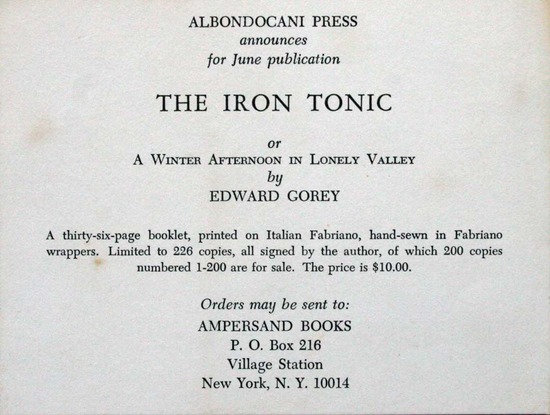 ALBONDOCANI PRESS
announces
for June publication
THE IRON TONIC
or
A Winter Afternoon in Lonely Valley
by
EDWARD GOREY
A thirty-six-page booklet, printed on Italian Fabriano, hand-sewn in Fabriano
wrappers. Limited to 226 copies, all signed by the author, of which 200 copies
numbered 1-200 are for sale. The price is $10.00.
Orders may be sent to:
AMPERSAND BOOKS
P. O. Box 216
Village Station
New York, N. Y. 10014